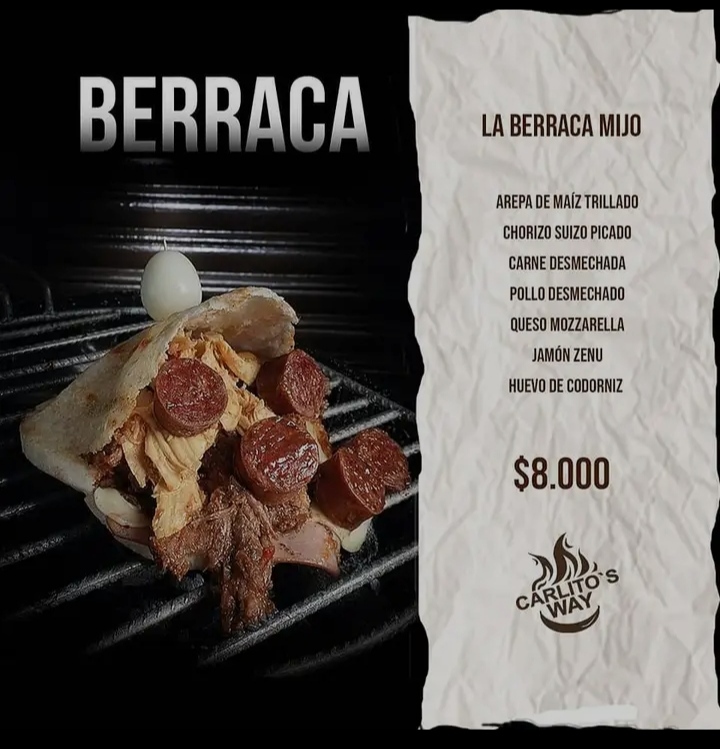 BERRACA
LA BERRACA MIJO
AREPA DE MAÍZ TRILLADO
CHORIZO SUIZO PICADO
CARNE DESMECHADA
POLLO DESMECHADO
QUESO MOZZARELLA
JAMÓN ZENU
HUEVO DE CODORNIZ
$8.000
CARLITO'S
WAY